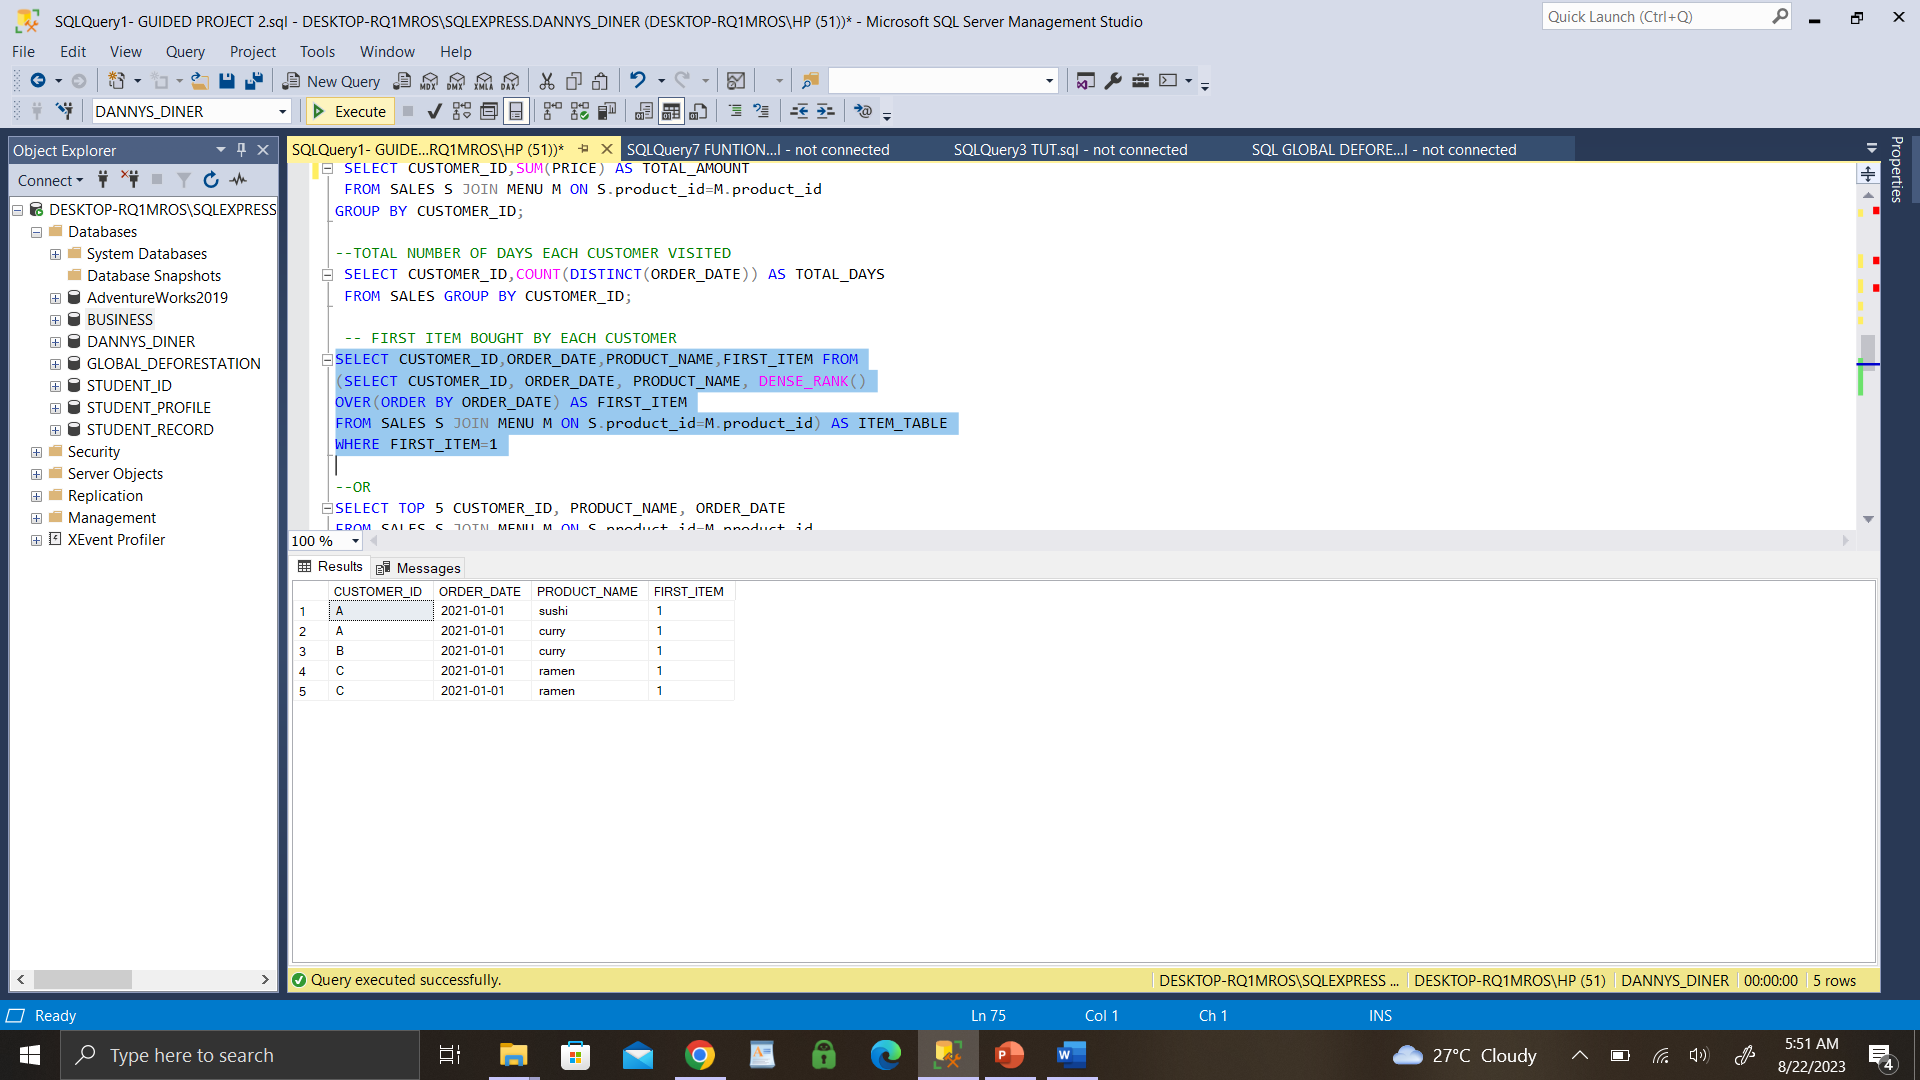 SQLQuery1- GUIDED PROJECT 2.sql - DESKTOP-RQ1MROS\SQLEXPRESS.DANNYS_DINER (DESKTOP-RQ1MROS\HP (51))* - Microsoft SQL Server Management Studio
Quick Launch (Ctrl+Q)
File Edit View Query Project Tools Window Help
New Query MDX DMX XMLA DAX
DANNYS_DINER Execute
Object Explorer
Connect
DESKTOP-RQ1MROS\SQLEXPRESS
Databases
System Databases
Database Snapshots
AdventureWorks2019
BUSINESS
DANNYS_DINER
GLOBAL_DEFORESTATION
STUDENT_ID
STUDENT_PROFILE
STUDENT_RECORD
Security
Server Objects
Replication
Management
XEvent Profiler
SQLQuery1- GUIDE...RQ1MROS\HP (51))* SQLQuery7 FUNTION...l - not connected SQLQuery3 TUT.sql - not connected SQL GLOBAL DEFORE...l - not connected
Properties
SELECT CUSTOMER_ID,SUM(PRICE) AS TOTAL_AMOUNT
FROM SALES S JOIN MENU M ON S.product_id=M.product_id
GROUP BY CUSTOMER_ID;
--TOTAL NUMBER OF DAYS EACH CUSTOMER VISITED
SELECT CUSTOMER_ID,COUNT(DISTINCT(ORDER_DATE)) AS TOTAL_DAYS
FROM SALES GROUP BY CUSTOMER_ID;
-- FIRST ITEM BOUGHT BY EACH CUSTOMER
SELECT CUSTOMER_ID,ORDER_DATE,PRODUCT_NAME,FIRST_ITEM FROM
(SELECT CUSTOMER_ID, ORDER_DATE, PRODUCT_NAME, DENSE_RANK()
OVER(ORDER BY ORDER_DATE) AS FIRST_ITEM
FROM SALES S JOIN MENU M ON S.product_id=M.product_id) AS ITEM_TABLE
WHERE FIRST_ITEM=1
--OR
SELECT TOP 5 CUSTOMER_ID, PRODUCT_NAME, ORDER_DATE
FROM SALES S JOIN MENU M ON S.product_id=M.product_id
100 %
Results Messages
CUSTOMER_ID ORDER_DATE PRODUCT_NAME FIRST_ITEM
1 A 2021-01-01 sushi 1
2 A 2021-01-01 curry 1
3 B 2021-01-01 curry 1
4 C 2021-01-01 ramen 1
5 C 2021-01-01 ramen 1
Query executed successfully. DESKTOP-RQ1MROS\SQLEXPRESS ... DESKTOP-RQ1MROS\HP (51) DANNYS_DINER 00:00:00 5 rows
Ready Ln 75 Col 1 Ch 1 INS
Type here to search
27°C Cloudy
5:51 AM
8/22/2023
4